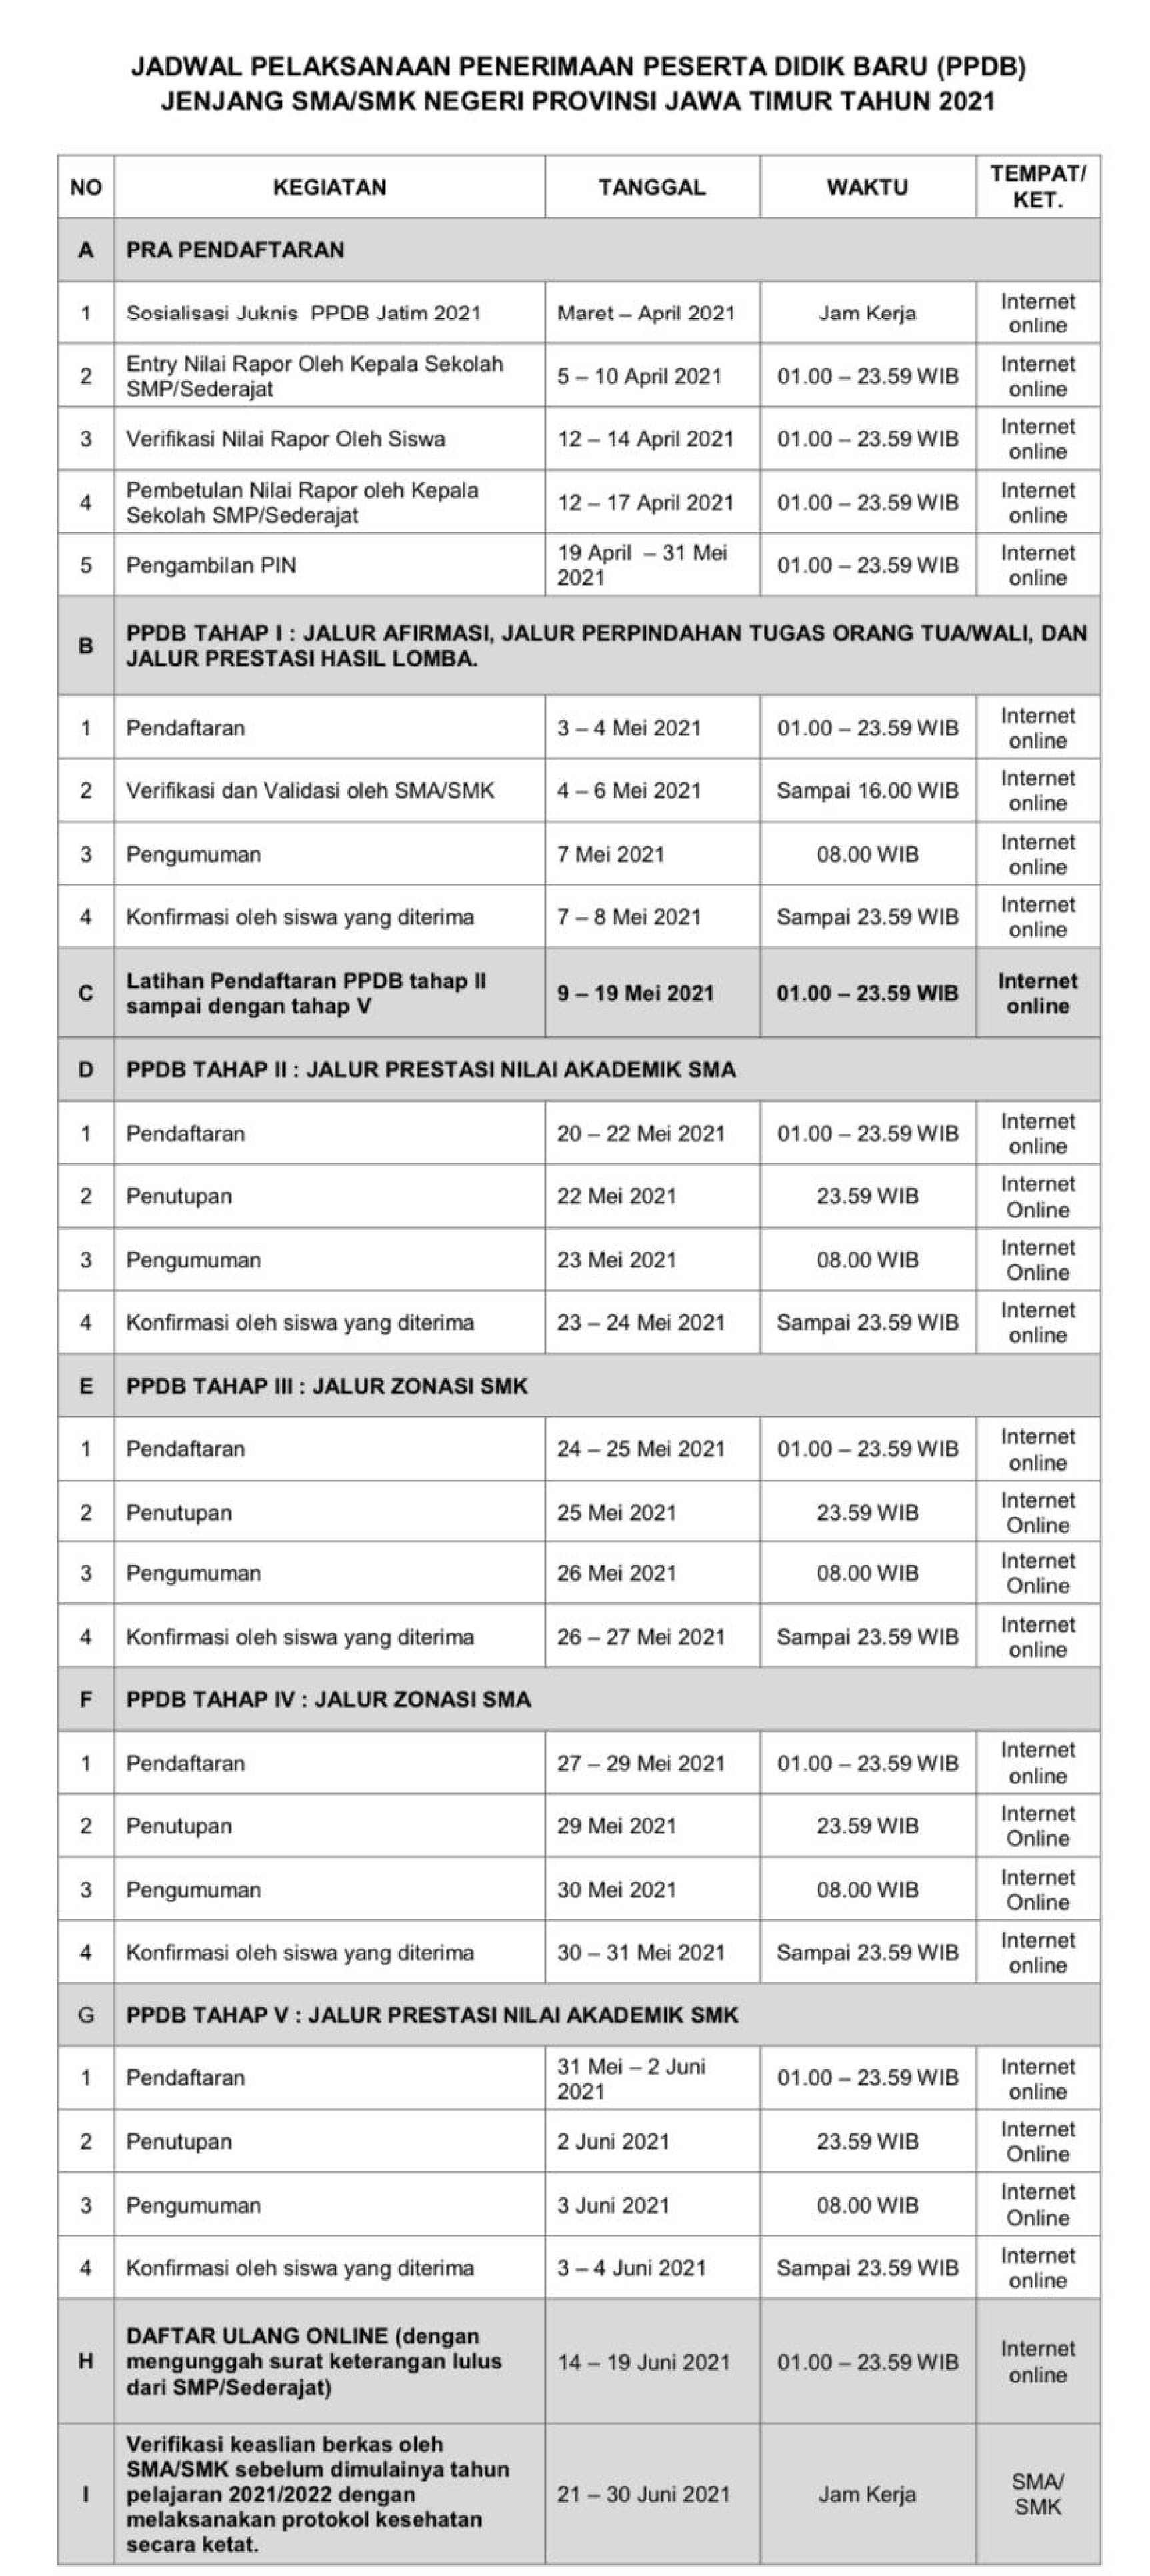 JADWAL PELAKSANAAN PENERIMAAN PESERTA DIDIK BARU (PPDB)
JENJANG SMA/SMK NEGERI PROVINSI JAWA TIMUR TAHUN 2021
NO KEGIATAN TANGGAL WAKTU TEMPAT/
KET.
A PRA PENDAFTARAN
1 Sosialisasi Juknis PPDB Jatim 2021 Maret – April 2021 Jam Kerja Internet
online
2 Entry Nilai Rapor Oleh Kepala Sekolah
SMP/Sederajat 5 – 10 April 2021 01.00 – 23.59 WIB Internet
online
3 Verifikasi Nilai Rapor Oleh Siswa 12 – 14 April 2021 01.00 – 23.59 WIB Internet
online
4 Pembetulan Nilai Rapor oleh Kepala
Sekolah SMP/Sederajat 12 – 17 April 2021 01.00 – 23.59 WIB Internet
online
5 Pengambilan PIN 19 April – 31 Mei
2021 01.00 – 23.59 WIB Internet
online
B PPDB TAHAP I : JALUR AFIRMASI, JALUR PERPINDAHAN TUGAS ORANG TUA/WALI, DAN
JALUR PRESTASI HASIL LOMBA.
1 Pendaftaran 3 – 4 Mei 2021 01.00 – 23.59 WIB Internet
online
2 Verifikasi dan Validasi oleh SMA/SMK 4 – 6 Mei 2021 Sampai 16.00 WIB Internet
online
3 Pengumuman 7 Mei 2021 08.00 WIB Internet
online
4 Konfirmasi oleh siswa yang diterima 7 – 8 Mei 2021 Sampai 23.59 WIB Internet
online
C Latihan Pendaftaran PPDB tahap II
sampai dengan tahap V 9 – 19 Mei 2021 01.00 – 23.59 WIB Internet
online
D PPDB TAHAP II : JALUR PRESTASI NILAI AKADEMIK SMA
1 Pendaftaran 20 – 22 Mei 2021 01.00 – 23.59 WIB Internet
online
2 Penutupan 22 Mei 2021 23.59 WIB Internet
Online
3 Pengumuman 23 Mei 2021 08.00 WIB Internet
Online
4 Konfirmasi oleh siswa yang diterima 23 – 24 Mei 2021 Sampai 23.59 WIB Internet
online
E PPDB TAHAP III : JALUR ZONASI SMK
1 Pendaftaran 24 – 25 Mei 2021 01.00 – 23.59 WIB Internet
online
2 Penutupan 25 Mei 2021 23.59 WIB Internet
Online
3 Pengumuman 26 Mei 2021 08.00 WIB Internet
Online
4 Konfirmasi oleh siswa yang diterima 26 – 27 Mei 2021 Sampai 23.59 WIB Internet
online
F PPDB TAHAP IV : JALUR ZONASI SMA
1 Pendaftaran 27 – 29 Mei 2021 01.00 – 23.59 WIB Internet
online
2 Penutupan 29 Mei 2021 23.59 WIB Internet
Online
3 Pengumuman 30 Mei 2021 08.00 WIB Internet
Online
4 Konfirmasi oleh siswa yang diterima 30 – 31 Mei 2021 Sampai 23.59 WIB Internet
online
G PPDB TAHAP V : JALUR PRESTASI NILAI AKADEMIK SMK
1 Pendaftaran 31 Mei – 2 Juni
2021 01.00 – 23.59 WIB Internet
online
2 Penutupan 2 Juni 2021 23.59 WIB Internet
Online
3 Pengumuman 3 Juni 2021 08.00 WIB Internet
Online
4 Konfirmasi oleh siswa yang diterima 3 – 4 Juni 2021 Sampai 23.59 WIB Internet
online
H DAFTAR ULANG ONLINE (dengan
mengunggah surat keterangan lulus
dari SMP/Sederajat) 14 – 19 Juni 2021 01.00 – 23.59 WIB Internet
online
I Verifikasi keaslian berkas oleh
SMA/SMK sebelum dimulainya tahun
pelajaran 2021/2022 dengan
melaksanakan protokol kesehatan
secara ketat. 21 – 30 Juni 2021 Jam Kerja SMA/
SMK